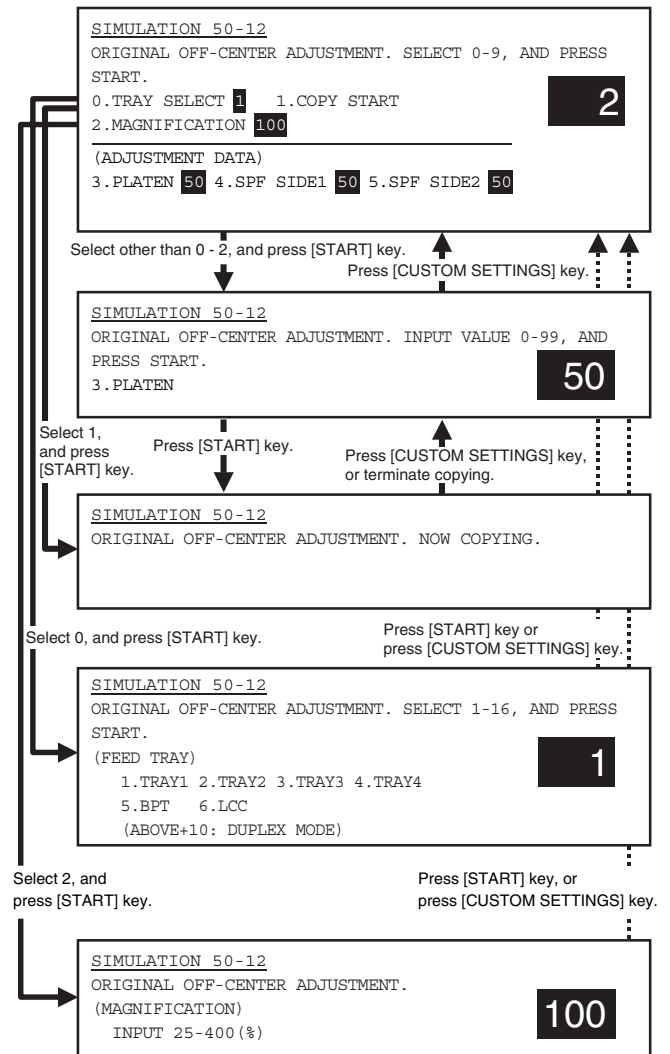 SIMULATION 50-12
ORIGINAL OFF-CENTER ADJUSTMENT. SELECT 0-9, AND PRESS
START.
0.TRAY SELECT 1 1.COPY START
2.MAGNIFICATION 100
2
(ADJUSTMENT DATA)
3.PLATEN 50 4.SPF SIDE1 50 5.SPF SIDE2 50
Select other than 0 - 2, and press [START] key.
Press [CUSTOM SETTINGS] key.
SIMULATION 50-12
ORIGINAL OFF-CENTER ADJUSTMENT. INPUT VALUE 0-99, AND
PRESS START.
3.PLATEN
50
Select 1,
and press
[START] key.
Press [START] key.
Press [CUSTOM SETTINGS] key,
or terminate copying.
SIMULATION 50-12
ORIGINAL OFF-CENTER ADJUSTMENT. NOW COPYING.
Select 0, and press [START] key.
Press [START] key or
press [CUSTOM SETTINGS] key.
SIMULATION 50-12
ORIGINAL OFF-CENTER ADJUSTMENT. SELECT 1-16, AND PRESS
START.
(FEED TRAY)
1.TRAY1 2.TRAY2 3.TRAY3 4.TRAY4
5.BPT 6.LCC
(ABOVE+10: DUPLEX MODE)
1
Select 2, and
press [START] key.
Press [START] key, or
press [CUSTOM SETTINGS] key.
SIMULATION 50-12
ORIGINAL OFF-CENTER ADJUSTMENT.
(MAGNIFICATION)
INPUT 25-400(%)
100